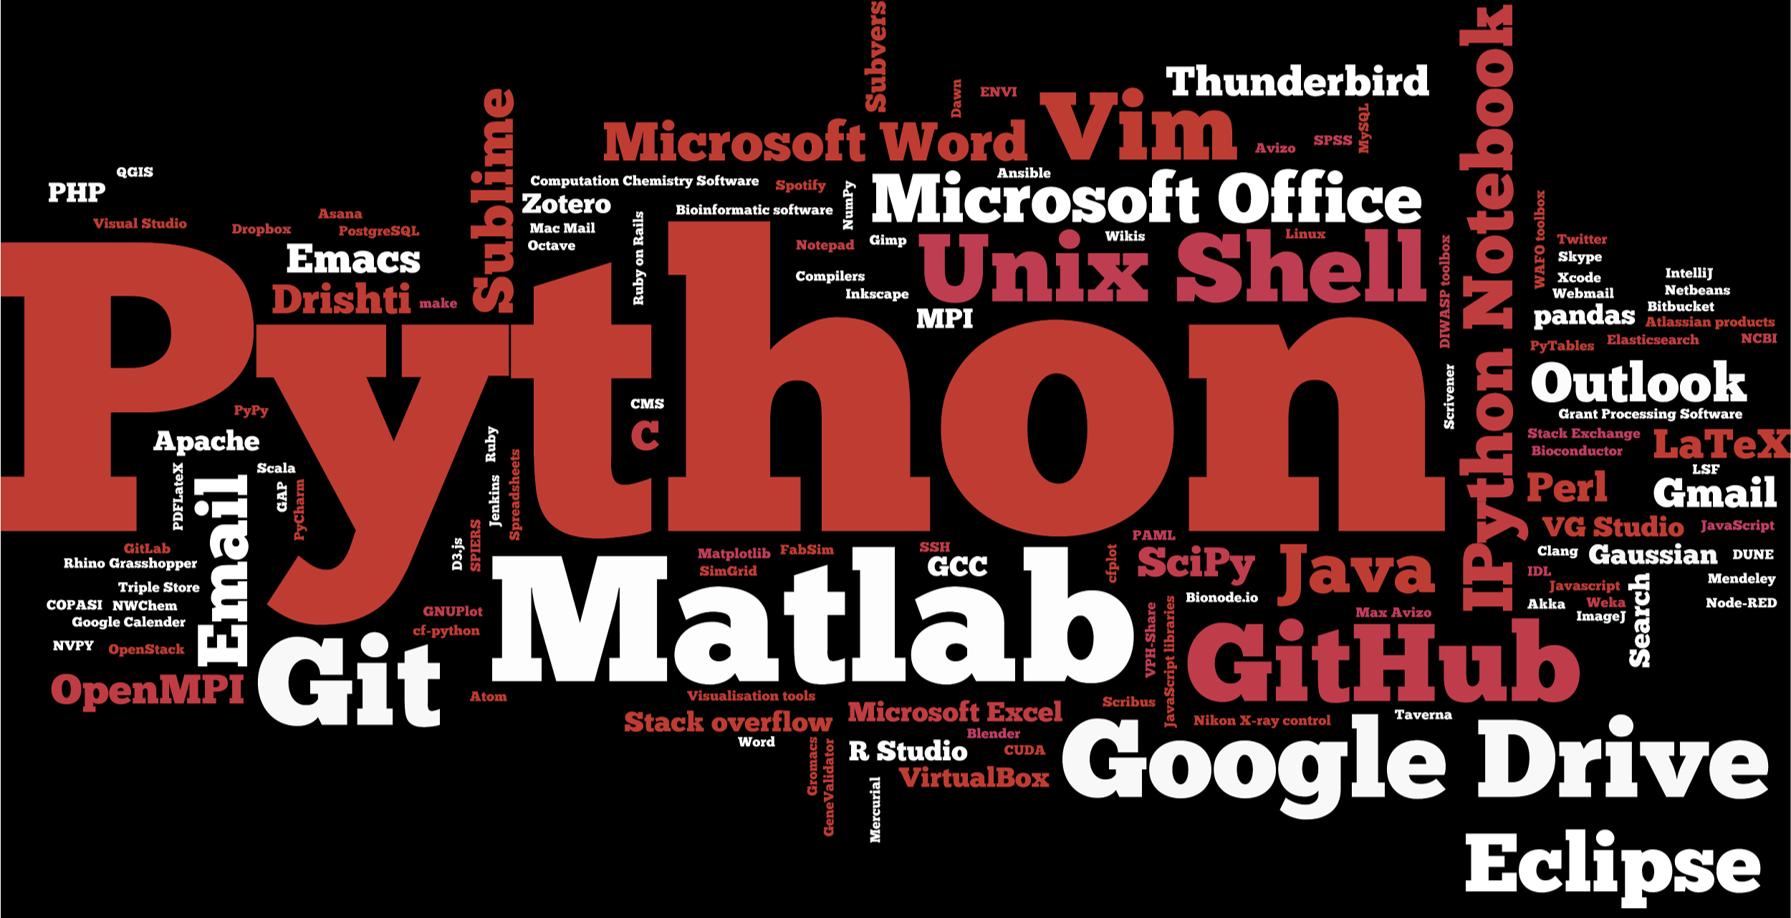 Subvers
Thunderbird
IPython Notebook
Dawn
ENVI
Vim
Sublime
Microsoft Word
MySQL
SPSS
Avizo
QGIS
PHP
Computation Chemistry Software
Spotify
NumPy
Ansible
Microsoft Office
Zotero
Bioinformatic software
Visual Studio
Dropbox
Asana
PostgreSQL
Mac Mail
Octave
Ruby on Rails
Notepad
Gimp
Wikis
Linux
Unix Shell
DIWASP toolbox
WAFO toolbox
Twitter
Skype
Emacs
Drishti
make
Compilers
Inkscape
MPI
Xcode
Webmail
IntelliJ
Netbeans
Bitbucket
pandas
Atlassian products
PyTables
Elasticsearch
NCBI
Python
Scrivener
Outlook
Grant Processing Software
PyPy
CMS
C
Apache
Ruby
Stack Exchange
Bioconductor
LaTeX
LSF
Scala
PDFLateX
Email
GAP
PyCharm
Jenkins
Spreadsheets
Perl
Gmail
VG Studio
JavaScript
GitLab
Rhino Grasshopper
D3.js
SPIERS
Matplotlib
FabSim
SimGrid
SSH
GCC
cfplot
PAML
SciPy
Java
Clang
Gaussian
DUNE
IDL
Javascript
Mendeley
Triple Store
COPASI
NWChem
Google Calender
GNUPlot
cf-python
Matlab
Bionode.io
Max Avizo
Akka
Weka
ImageJ
Search
Node-RED
NVPY
OpenStack
OpenMPI
Git
Atom
VPH-Share
JavaScript libraries
GitHub
Visualisation tools
Stack overflow
Microsoft Excel
Scribus
Nikon X-ray control
Taverna
Word
Blender
R Studio
CUDA
VirtualBox
Gromacs
GeneValidator
Mercurial
Google Drive
Eclipse